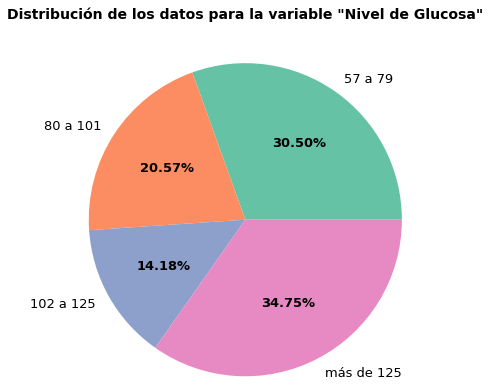 Distribución de los datos para la variable "Nivel de Glucosa"
57 a 79
30.50%
80 a 101
20.57%
102 a 125
14.18%
más de 125
34.75%